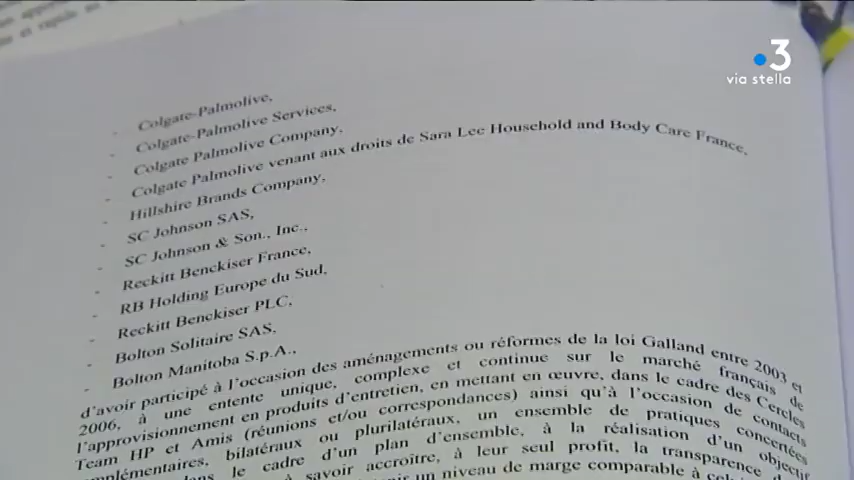 3
via stella
- Colgate-Palmolive,
- Colgate-Palmolive Services,
- Colgate Palmolive Company,
- Colgate Palmolive venant aux droits de Sara Lee Household and Body Care France,
- Hillshire Brands Company,
- SC Johnson SAS,
- SC Johnson & Son., Inc.,
- Reckitt Benckiser France,
- RB Holding Europe du Sud,
- Reckitt Benckiser PLC,
- Bolton Solitaire SAS,
- Bolton Manitoba S.p.A.,
d'avoir participé à l'occasion des aménagements ou réformes de la loi Galland entre 2003 et
2006, à une entente unique, complexe et continue sur le marché français de
l'approvisionnement en produits d'entretien, en mettant en œuvre, dans le cadre des Cercles
Team HP et Amis (réunions et/ou correspondances) ainsi qu'à l'occasion de contacts
bilatéraux ou plurilatéraux, un ensemble de pratiques concertées
dans le cadre d'un plan d'ensemble, à la réalisation d'un objectif
à savoir accroître, à leur seul profit, la transparence
un niveau de marge comparable à